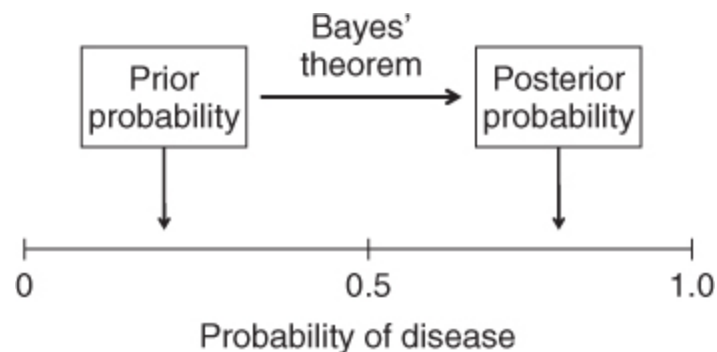 Bayes’
theorem
Prior
probability
Posterior
probability
0
0.5
1.0
Probability of disease